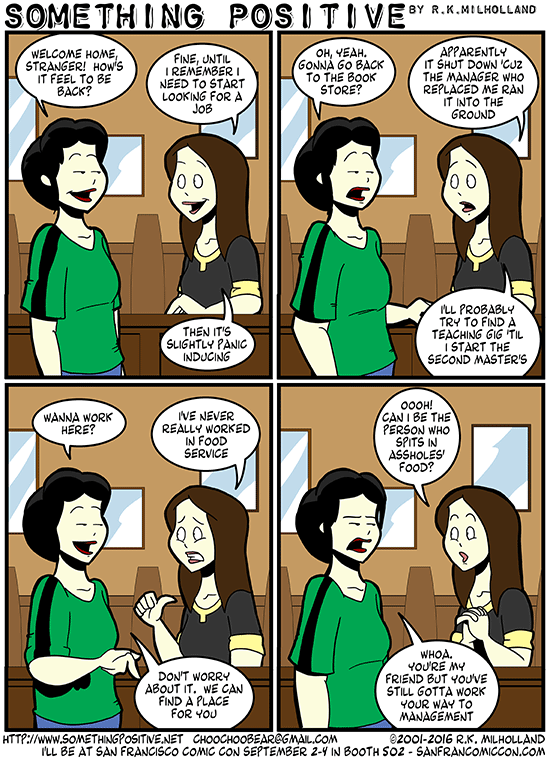 SOMETHING POSITIVE BY R.K.MILHOLLAND
WELCOME HOME,
STRANGER! HOW'S
IT FEEL TO BE
BACK?
FINE, UNTIL
I REMEMBER I
NEED TO START
LOOKING FOR A
JOB
THEN IT'S
SLIGHTLY PANIC
INDUCING
OH, YEAH.
GONNA GO BACK
TO THE BOOK
STORE?
APPARENTLY
IT SHUT DOWN 'CUZ
THE MANAGER WHO
REPLACED ME RAN
IT INTO THE
GROUND
I'LL PROBABLY
TRY TO FIND A
TEACHING GIG 'TIL
I START THE
SECOND MASTER'S
WANNA WORK
HERE?
I'VE NEVER
REALLY WORKED
IN FOOD
SERVICE
DON'T WORRY
ABOUT IT. WE CAN
FIND A PLACE
FOR YOU
OOOH!
CAN I BE THE
PERSON WHO
SPITS IN
ASSHOLES'
FOOD?
WHOA.
YOU'RE MY
FRIEND BUT YOU'VE
STILL GOTTA WORK
YOUR WAY TO
MANAGEMENT
HTTP://WWW.SOMETHINGPOSITIVE.NET CHOOCHOOBEAR@GMAIL.COM ©2001-2016 R.K. MILHOLLAND
I'LL BE AT SAN FRANCISCO COMIC CON SEPTEMBER 2-4 IN BOOTH 502 - SANFRANCOMICCON.COM